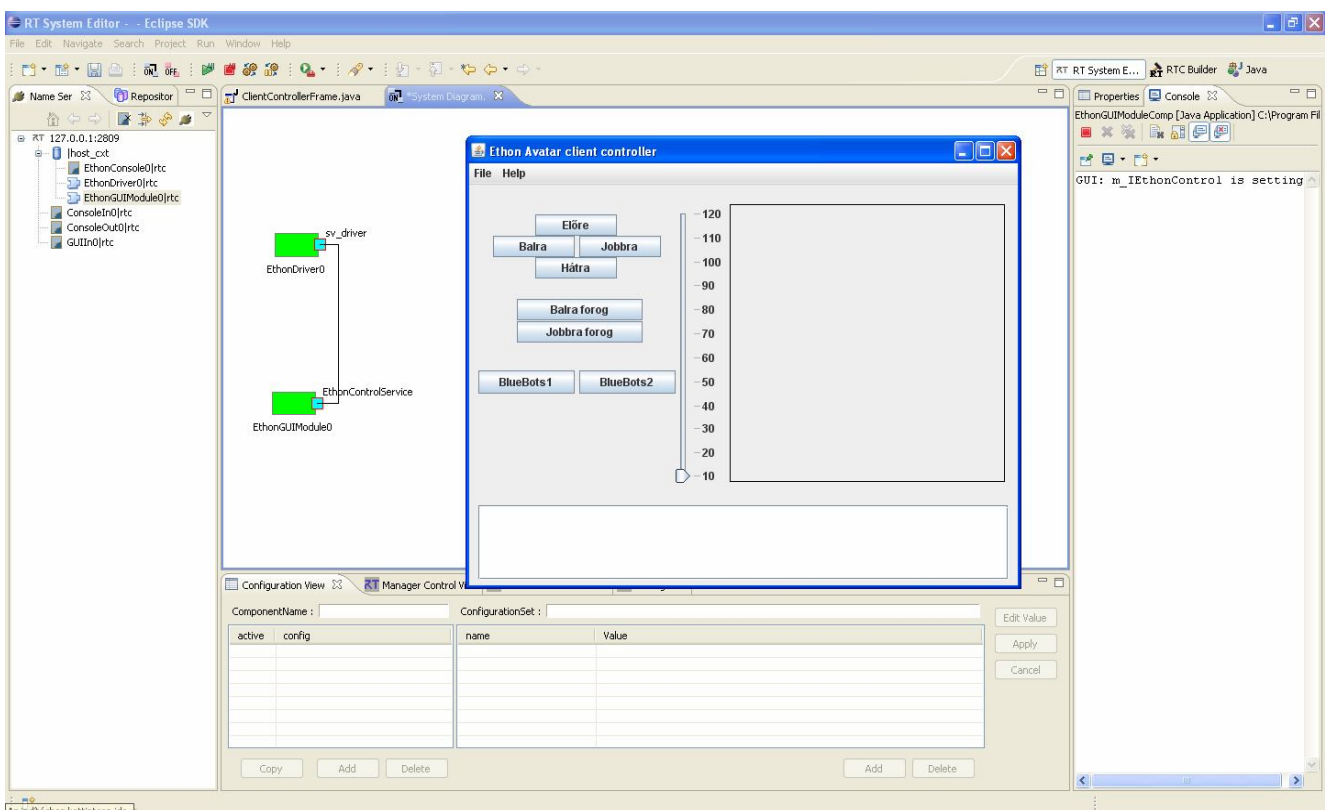 RT System Editor - - Eclipse SDK
File Edit Navigate Search Project Run Window Help
ON OFF
RT System E... RTC Builder Java
Name Ser Repositor
ClientControllerFrame.java *System Diagram.
Properties Console
EthonGUIModuleComp [Java Application] C:\Program Fil
GUI: m_IEthonControl is setting
127.0.0.1:2809
|host_cxt
EthonConsole0|rtc
EthonDriver0|rtc
EthonGUIModule0|rtc
ConsoleIn0|rtc
ConsoleOut0|rtc
GUIIn0|rtc
sv_driver
EthonDriver0
EthonControlService
EthonGUIModule0
Ethon Avatar client controller
File Help
Előre
Balra Jobbra
Hátra
Balra forog
Jobbra forog
BlueBots1 BlueBots2
120
110
100
90
80
70
60
50
40
30
20
10
Configuration View Manager Control
ComponentName : ConfigurationSet :
active config name Value
Edit Value
Apply
Cancel
Copy Add Delete Add Delete